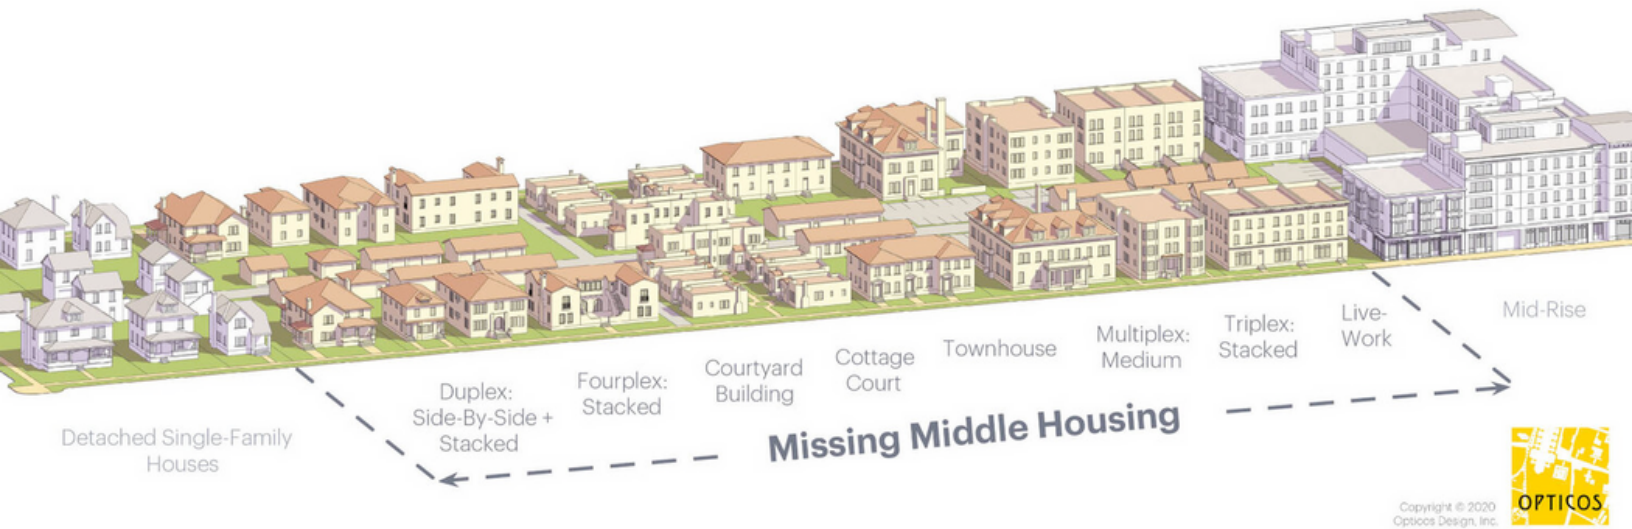 Detached Single-Family
Houses
Duplex:
Side-By-Side +
Stacked
Fourplex:
Stacked
Courtyard
Building
Cottage
Court
Townhouse
Multiplex:
Medium
Triplex:
Stacked
Live-
Work
Mid-Rise
Missing Middle Housing
Copyright © 2020
Opticos Design, Inc.
OPTICOS